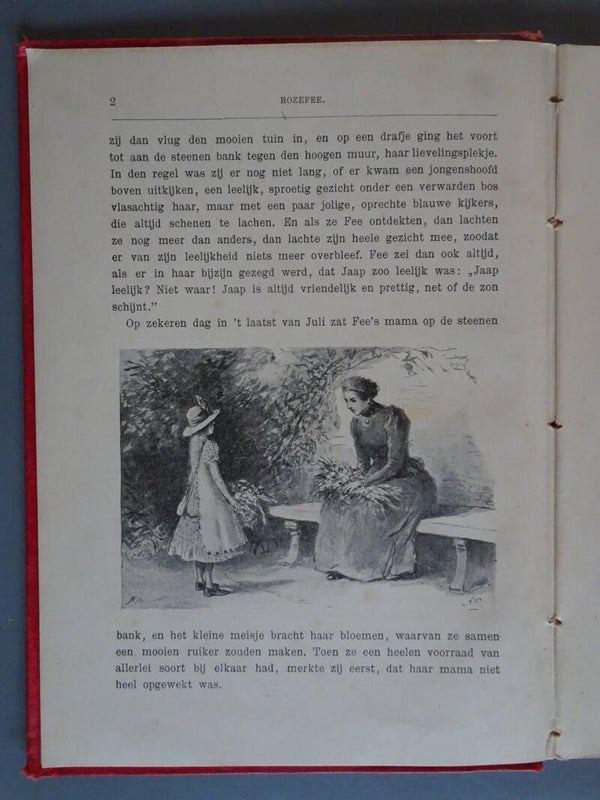 2
ROZEFEE.
zij dan vlug den mooien tuin in, en op een drafje ging het voort
tot aan de steenen bank tegen den hoogen muur, haar lievelingsplekje.
In den regel was zij er nog niet lang, of er kwam een jongenshoofd
boven uitkijken, een leelijk, sproetig gezicht onder een verwarden bos
vlasachtig haar, maar met een paar jolige, oprechte blauwe kijkers,
die altijd schenen te lachen. En als ze Fee ontdekten, dan lachten
ze nog meer dan anders, dan lachte zijn heele gezicht mee, zoodat
er van zijn leelijkheid niets meer overbleef. Fee zei dan ook altijd,
als er in haar bijzijn gezegd werd, dat Jaap zoo leelijk was: „Jaap
leelijk? Niet waar! Jaap is altijd vriendelijk en prettig, net of de zon
schijnt.”
Op zekeren dag in 't laatst van Juli zat Fee's mama op de steenen
bank, en het kleine meisje bracht haar bloemen, waarvan ze samen
een mooien ruiker zouden maken. Toen ze een heelen voorraad van
allerlei soort bij elkaar had, merkte zij eerst, dat haar mama niet
heel opgewekt was.